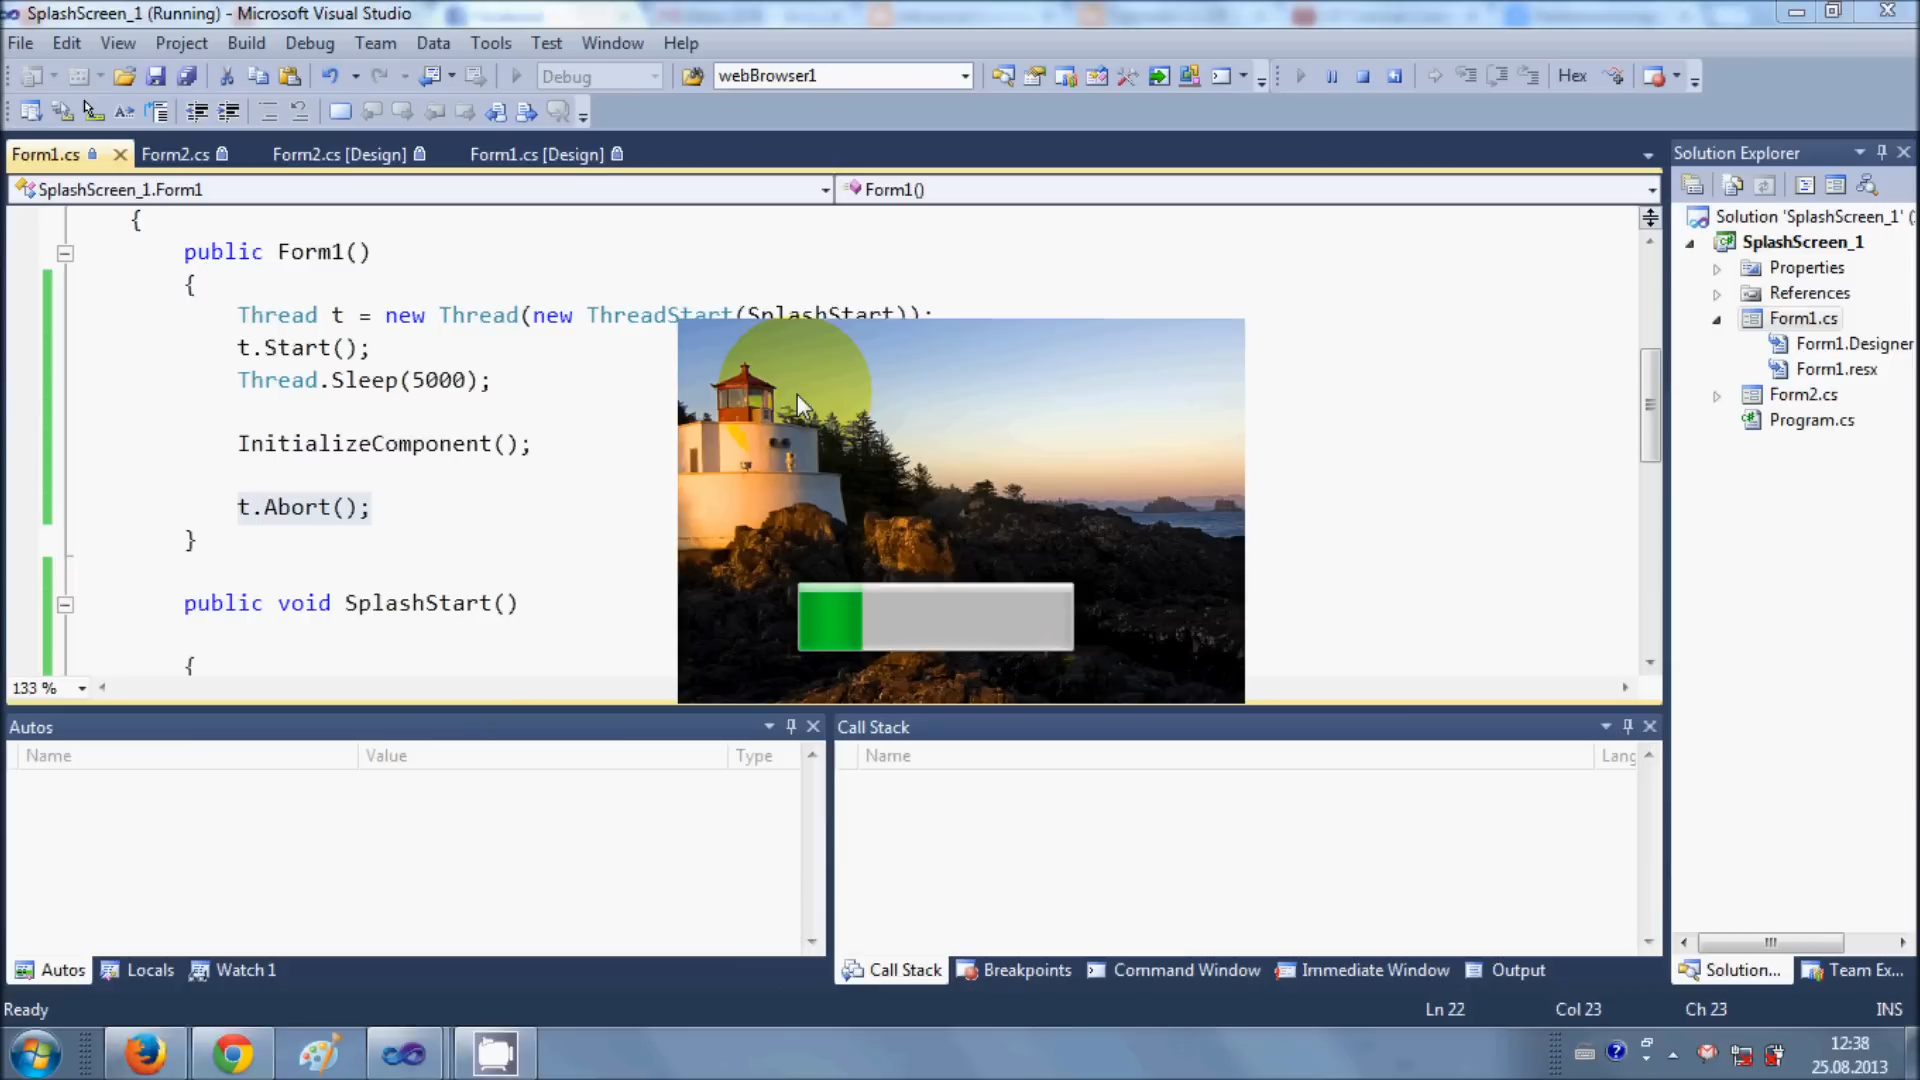 SplashScreen_1 (Running) - Microsoft Visual Studio
File Edit View Project Build Debug Team Data Tools Test Window Help
Debug webBrowser1 Hex
Form1.cs Form2.cs Form2.cs [Design] Form1.cs [Design]
SplashScreen_1.Form1 Form1()
{
public Form1()
{
Thread t = new Thread(new ThreadStart(SplashStart));
t.Start();
Thread.Sleep(5000);
InitializeComponent();
t.Abort();
}
public void SplashStart()
{
133 %
Solution Explorer
Solution 'SplashScreen_1' (
SplashScreen_1
Properties
References
Form1.cs
Form1.Designer
Form1.resx
Form2.cs
Program.cs
Autos
Name Value Type
Call Stack
Name Lang
Autos Locals Watch 1
Call Stack Breakpoints Command Window Immediate Window Output
Solution... Team Ex...
Ready Ln 22 Col 23 Ch 23 INS
12:38
25.08.2013